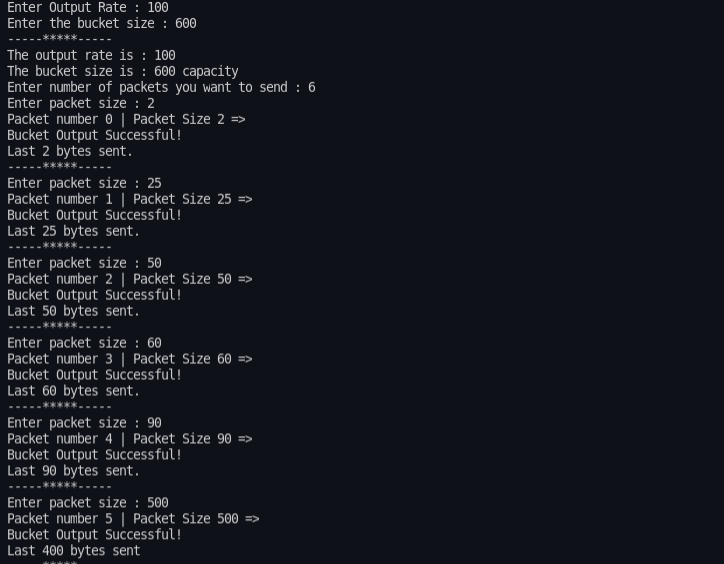 Enter Output Rate : 100
Enter the bucket size : 600
-----*****-----
The output rate is : 100
The bucket size is : 600 capacity
Enter number of packets you want to send : 6
Enter packet size : 2
Packet number 0 | Packet Size 2 =>
Bucket Output Successful!
Last 2 bytes sent.
-----*****-----
Enter packet size : 25
Packet number 1 | Packet Size 25 =>
Bucket Output Successful!
Last 25 bytes sent.
-----*****-----
Enter packet size : 50
Packet number 2 | Packet Size 50 =>
Bucket Output Successful!
Last 50 bytes sent.
-----*****-----
Enter packet size : 60
Packet number 3 | Packet Size 60 =>
Bucket Output Successful!
Last 60 bytes sent.
-----*****-----
Enter packet size : 90
Packet number 4 | Packet Size 90 =>
Bucket Output Successful!
Last 90 bytes sent.
-----*****-----
Enter packet size : 500
Packet number 5 | Packet Size 500 =>
Bucket Output Successful!
Last 400 bytes sent